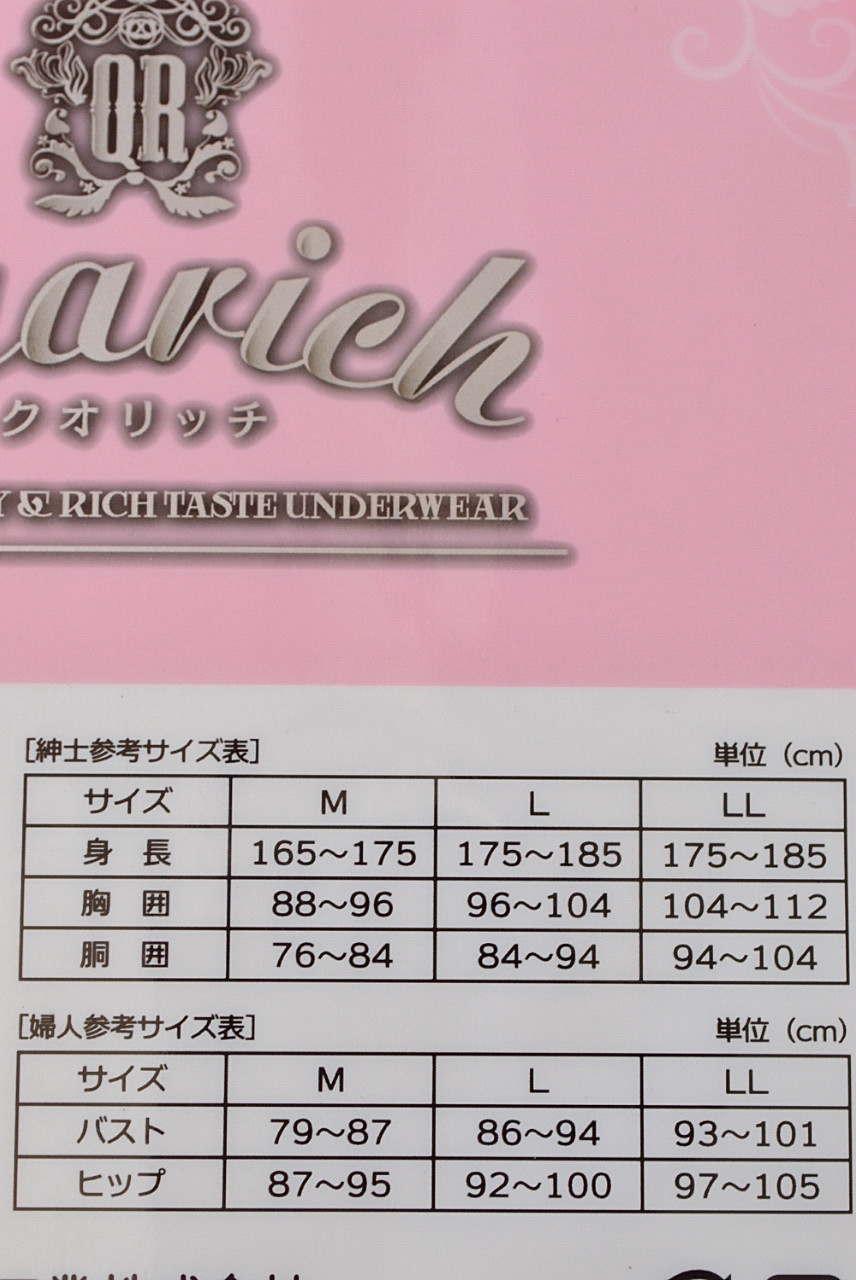 QR
arich
クオリッチ
& RICH TASTE UNDERWEAR
［紳士参考サイズ表］ 単位（cm）
サイズ M L LL
身　長 165～175 175～185 175～185
胸　囲 88～96 96～104 104～112
胴　囲 76～84 84～94 94～104
［婦人参考サイズ表］ 単位（cm）
サイズ M L LL
バスト 79～87 86～94 93～101
ヒップ 87～95 92～100 97～105